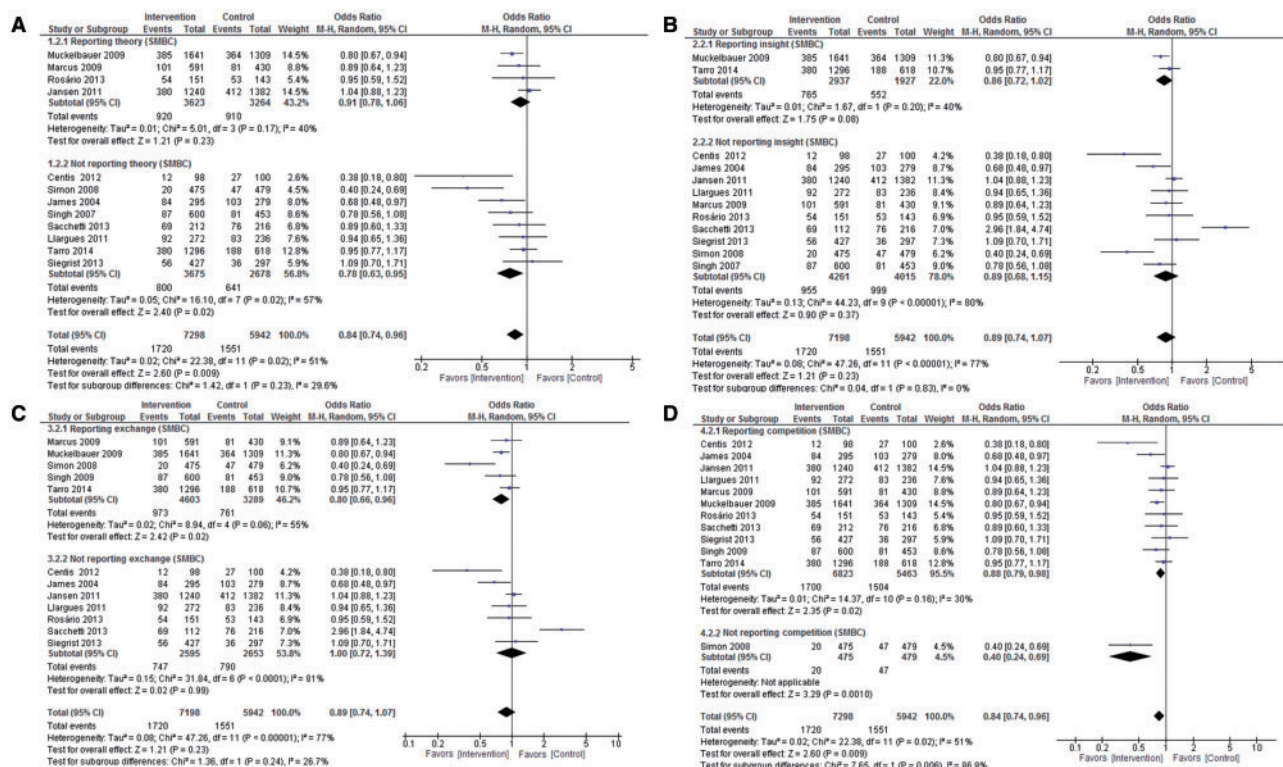 A
Intervention Control Odds Ratio Odds Ratio
Study or Subgroup Events Total Events Total Weight M-H, Random, 95% CI M-H, Random, 95% CI
1.2.1 Reporting theory (SMBC)
Muckelbauer 2009 385 1641 364 1309 14.5% 0.80 [0.67, 0.94]
Marcus 2009 101 591 81 430 8.9% 0.89 [0.64, 1.23]
Rosário 2013 54 151 53 143 5.3% 0.95 [0.59, 1.52]
Jansen 2011 380 1240 412 1382 14.5% 1.04 [0.88, 1.23]
Subtotal (95% CI) 3623 3264 43.2% 0.91 [0.78, 1.06]
Total events 920 910
Heterogeneity: Tau² = 0.01; Chi² = 5.01, df = 3 (P = 0.17); I² = 40%
Test for overall effect: Z = 1.21 (P = 0.23)
1.2.2 Not reporting theory (SMBC)
Centis 2012 12 98 27 100 2.6% 0.38 [0.18, 0.80]
Simon 2008 20 475 47 479 4.5% 0.40 [0.24, 0.69]
James 2004 84 295 103 279 8.0% 0.68 [0.48, 0.97]
Singh 2007 87 600 81 453 8.7% 0.78 [0.56, 1.08]
Sacchetti 2013 69 212 76 216 6.8% 0.89 [0.60, 1.33]
Llargues 2011 92 272 83 236 7.6% 0.94 [0.65, 1.36]
Tarro 2014 380 1296 188 618 12.8% 0.95 [0.77, 1.17]
Siegrist 2013 56 427 36 297 5.9% 1.09 [0.70, 1.71]
Subtotal (95% CI) 3675 2678 56.8% 0.78 [0.63, 0.95]
Total events 800 641
Heterogeneity: Tau² = 0.05; Chi² = 16.10, df = 7 (P = 0.02); I² = 57%
Test for overall effect: Z = 2.40 (P = 0.02)
Total (95% CI) 7298 5942 100.0% 0.84 [0.74, 0.96]
Total events 1720 1551
Heterogeneity: Tau² = 0.02; Chi² = 22.38, df = 11 (P = 0.02); I² = 51%
Test for overall effect: Z = 2.60 (P = 0.009)
Test for subgroup differences: Chi² = 1.42, df = 1 (P = 0.23), I² = 29.6%
0.2 0.5 1 2 5
Favors [Intervention] Favors [Control]
B
Intervention Control Odds Ratio Odds Ratio
Study or Subgroup Events Total Events Total Weight M-H, Random, 95% CI M-H, Random, 95% CI
2.2.1 Reporting insight (SMBC)
Muckelbauer 2009 385 1641 364 1309 11.3% 0.80 [0.67, 0.94]
Tarro 2014 380 1296 188 618 10.7% 0.95 [0.77, 1.17]
Subtotal (95% CI) 2937 1927 22.0% 0.86 [0.72, 1.02]
Total events 765 552
Heterogeneity: Tau² = 0.01; Chi² = 1.67, df = 1 (P = 0.20); I² = 40%
Test for overall effect: Z = 1.75 (P = 0.08)
2.2.2 Not reporting insight (SMBC)
Centis 2012 12 98 27 100 4.2% 0.38 [0.18, 0.80]
James 2004 84 295 103 279 8.7% 0.68 [0.48, 0.97]
Jansen 2011 380 1240 412 1382 11.3% 1.04 [0.88, 1.23]
Llargues 2011 92 272 83 236 8.5% 0.94 [0.65, 1.36]
Marcus 2009 101 591 81 430 9.1% 0.89 [0.64, 1.23]
Rosário 2013 54 151 53 143 7.0% 0.95 [0.59, 1.52]
Sacchetti 2013 69 112 76 216 7.0% 2.96 [1.84, 4.74]
Siegrist 2013 56 427 36 297 7.3% 1.09 [0.70, 1.71]
Simon 2008 20 475 47 479 6.2% 0.40 [0.24, 0.69]
Singh 2007 87 600 81 453 9.0% 0.78 [0.56, 1.08]
Subtotal (95% CI) 4261 4015 78.0% 0.89 [0.68, 1.15]
Total events 955 999
Heterogeneity: Tau² = 0.13; Chi² = 44.23, df = 9 (P < 0.00001); I² = 80%
Test for overall effect: Z = 0.90 (P = 0.37)
Total (95% CI) 7198 5942 100.0% 0.89 [0.74, 1.07]
Total events 1720 1551
Heterogeneity: Tau² = 0.08; Chi² = 47.26, df = 11 (P < 0.00001); I² = 77%
Test for overall effect: Z = 1.21 (P = 0.23)
Test for subgroup differences: Chi² = 0.04, df = 1 (P = 0.83), I² = 0%
0.2 0.5 1 2 5
Favors [Intervention] Favors [Control]
C
Intervention Control Odds Ratio Odds Ratio
Study or Subgroup Events Total Events Total Weight M-H, Random, 95% CI M-H, Random, 95% CI
3.2.1 Reporting exchange (SMBC)
Marcus 2009 101 591 81 430 9.1% 0.89 [0.64, 1.23]
Muckelbauer 2009 385 1641 364 1309 11.3% 0.80 [0.67, 0.94]
Simon 2008 20 475 47 479 6.2% 0.40 [0.24, 0.69]
Singh 2009 87 600 81 453 9.0% 0.78 [0.56, 1.08]
Tarro 2014 380 1296 188 618 10.7% 0.95 [0.77, 1.17]
Subtotal (95% CI) 4603 3289 46.2% 0.80 [0.66, 0.96]
Total events 973 761
Heterogeneity: Tau² = 0.02; Chi² = 8.94, df = 4 (P = 0.06); I² = 55%
Test for overall effect: Z = 2.42 (P = 0.02)
3.2.2 Not reporting exchange (SMBC)
Centis 2012 12 98 27 100 4.2% 0.38 [0.18, 0.80]
James 2004 84 295 103 279 8.7% 0.68 [0.48, 0.97]
Jansen 2011 380 1240 412 1382 11.3% 1.04 [0.88, 1.23]
Llargues 2011 92 272 83 236 8.5% 0.94 [0.65, 1.36]
Rosário 2013 54 151 53 143 7.0% 0.95 [0.59, 1.52]
Sacchetti 2013 69 112 76 216 7.0% 2.96 [1.84, 4.74]
Siegrist 2013 56 427 36 297 7.3% 1.09 [0.70, 1.71]
Subtotal (95% CI) 2595 2653 53.8% 1.00 [0.72, 1.39]
Total events 747 790
Heterogeneity: Tau² = 0.15; Chi² = 31.84, df = 6 (P < 0.0001); I² = 81%
Test for overall effect: Z = 0.02 (P = 0.99)
Total (95% CI) 7198 5942 100.0% 0.89 [0.74, 1.07]
Total events 1720 1551
Heterogeneity: Tau² = 0.08; Chi² = 47.26, df = 11 (P < 0.00001); I² = 77%
Test for overall effect: Z = 1.21 (P = 0.23)
Test for subgroup differences: Chi² = 1.36, df = 1 (P = 0.24), I² = 26.7%
0.1 0.2 0.5 1 2 5 10
Favors [Intervention] Favors [Control]
D
Intervention Control Odds Ratio Odds Ratio
Study or Subgroup Events Total Events Total Weight M-H, Random, 95% CI M-H, Random, 95% CI
4.2.1 Reporting competition (SMBC)
Centis 2012 12 98 27 100 2.6% 0.38 [0.18, 0.80]
James 2004 84 295 103 279 8.0% 0.68 [0.48, 0.97]
Jansen 2011 380 1240 412 1382 14.5% 1.04 [0.88, 1.23]
Llargues 2011 92 272 83 236 7.6% 0.94 [0.65, 1.36]
Marcus 2009 101 591 81 430 8.9% 0.89 [0.64, 1.23]
Muckelbauer 2009 385 1641 364 1309 14.5% 0.80 [0.67, 0.94]
Rosário 2013 54 151 53 143 5.3% 0.95 [0.59, 1.52]
Sacchetti 2013 69 212 76 216 6.8% 0.89 [0.60, 1.33]
Siegrist 2013 56 427 36 297 5.9% 1.09 [0.70, 1.71]
Singh 2009 87 600 81 453 8.7% 0.78 [0.56, 1.08]
Tarro 2014 380 1296 188 618 12.8% 0.95 [0.77, 1.17]
Subtotal (95% CI) 6823 5463 95.5% 0.88 [0.79, 0.98]
Total events 1700 1504
Heterogeneity: Tau² = 0.01; Chi² = 14.37, df = 10 (P = 0.16); I² = 30%
Test for overall effect: Z = 2.35 (P = 0.02)
4.2.2 Not reporting competition (SMBC)
Simon 2008 20 475 47 479 4.5% 0.40 [0.24, 0.69]
Subtotal (95% CI) 475 479 4.5% 0.40 [0.24, 0.69]
Total events 20 47
Heterogeneity: Not applicable
Test for overall effect: Z = 3.29 (P = 0.0010)
Total (95% CI) 7298 5942 100.0% 0.84 [0.74, 0.96]
Total events 1720 1551
Heterogeneity: Tau² = 0.02; Chi² = 22.38, df = 11 (P = 0.02); I² = 51%
Test for overall effect: Z = 2.60 (P = 0.009)
Test for subgroup differences: Chi² = 7.65, df = 1 (P = 0.006), I² = 86.9%
0.1 0.2 0.5 1 2 5 10
Favors [Intervention] Favors [Control]